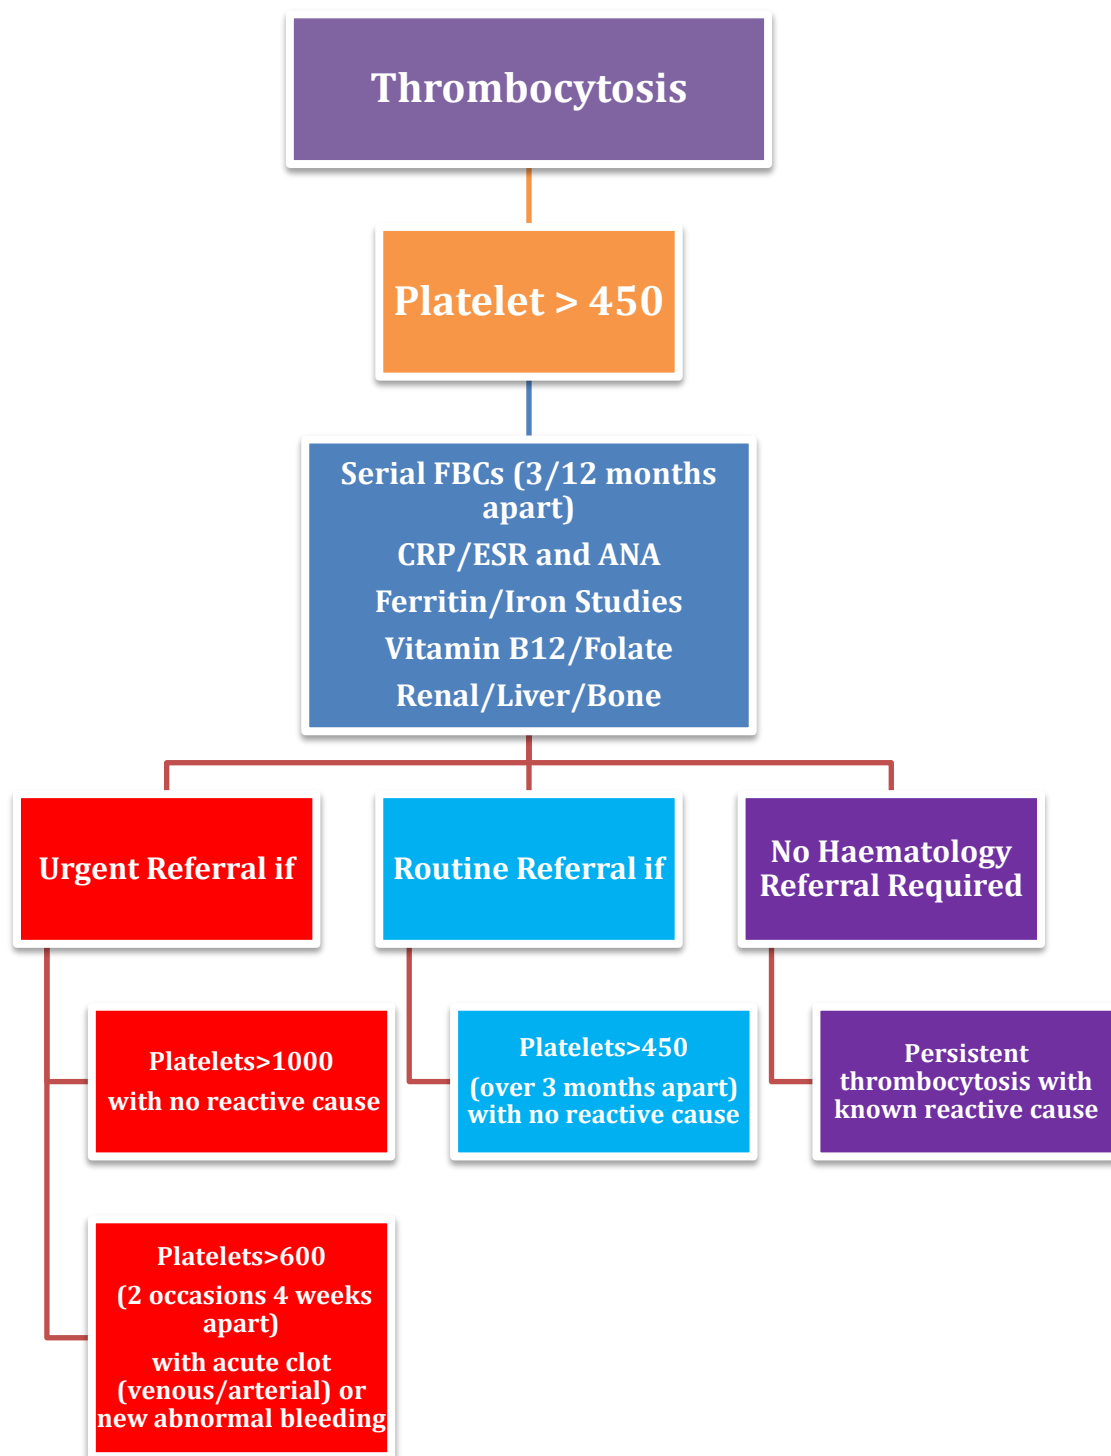 Thrombocytosis
Platelet > 450
Serial FBCs (3/12 months
apart)
CRP/ESR and ANA
Ferritin/Iron Studies
Vitamin B12/Folate
Renal/Liver/Bone
Urgent Referral if
Routine Referral if
No Haematology
Referral Required
Platelets>1000
with no reactive cause
Platelets>450
(over 3 months apart)
with no reactive cause
Persistent
thrombocytosis with
known reactive cause
Platelets>600
(2 occasions 4 weeks
apart)
with acute clot
(venous/arterial) or
new abnormal bleeding